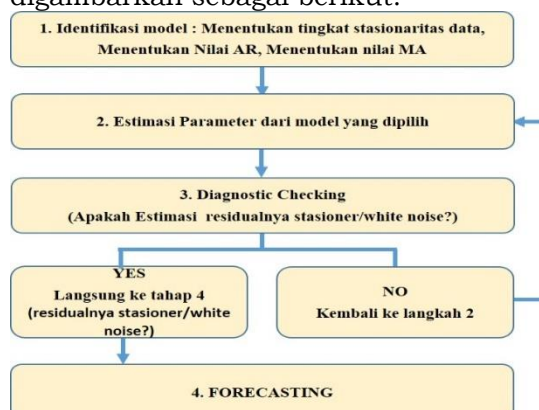 digambarkan sebagai berikut:
1. Identifikasi model : Menentukan tingkat stasionaritas data,
Menentukan Nilai AR, Menentukan nilai MA
2. Estimasi Parameter dari model yang dipilih
3. Diagnostic Checking
(Apakah Estimasi residualnya stasioner/white noise?)
YES
Langsung ke tahap 4
(residualnya stasioner/white
noise?)
NO
Kembali ke langkah 2
4. FORECASTING